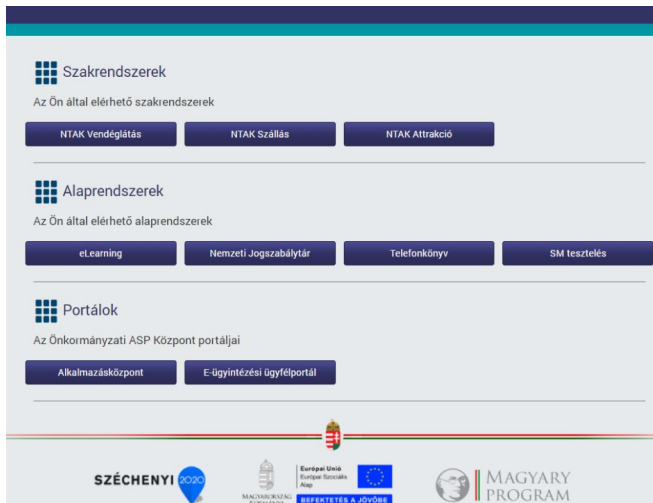 Szakrendszerek
Az Ön által elérhető szakrendszerek
NTAK Vendéglátás
NTAK Szállás
NTAK Attrakció
Alaprendszerek
Az Ön által elérhető alaprendszerek
eLearning
Nemzeti Jogszabálytár
Telefonkönyv
SM tesztelés
Portálok
Az Önkormányzati ASP Központ portáljai
Alkalmazásközpont
E-ügyintézési ügyfélportál
SZÉCHENYI 2020
MAGYARORSZÁG
Európai Unió
Európai Szociális
Alap
BEFEKTETÉS A JÖVŐBE
MAGYARY
PROGRAM